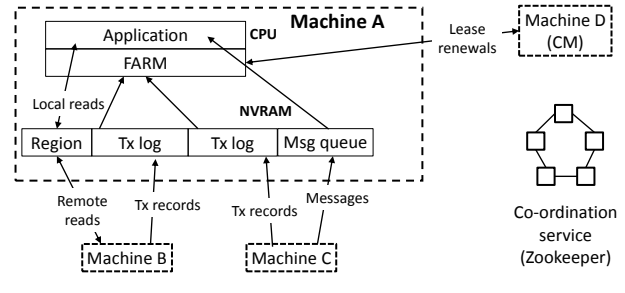 Machine A
Application
CPU
FARM
Lease
renewals
Machine D
(CM)
Local reads
NVRAM
Region
Tx log
Tx log
Msg queue
Remote
reads
Tx records
Tx records
Messages
Machine B
Machine C
Co-ordination
service
(Zookeeper)